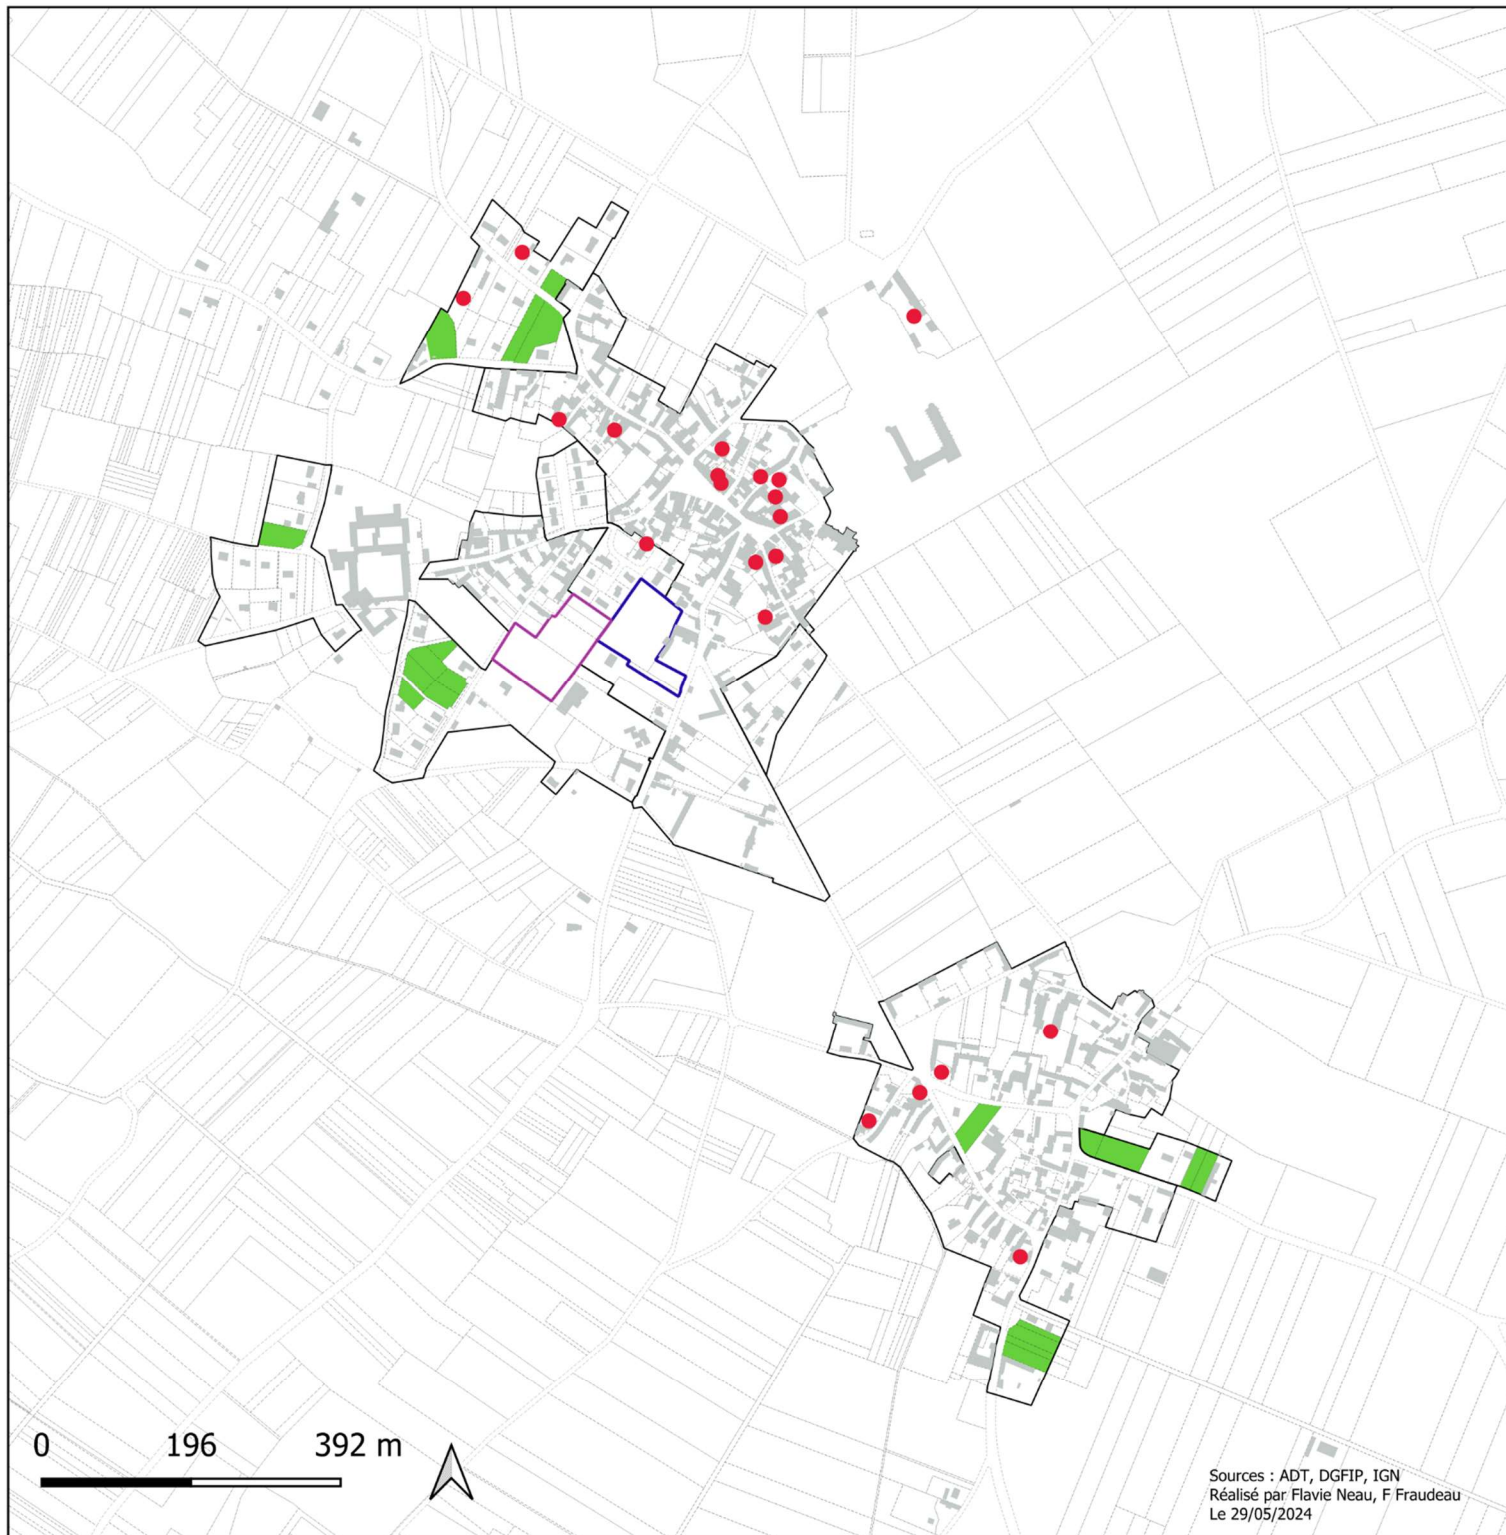 0 196 392 m
Sources : ADT, DGFIP, IGN
Réalisé par Flavie Neau, F Fraudeau
Le 29/05/2024